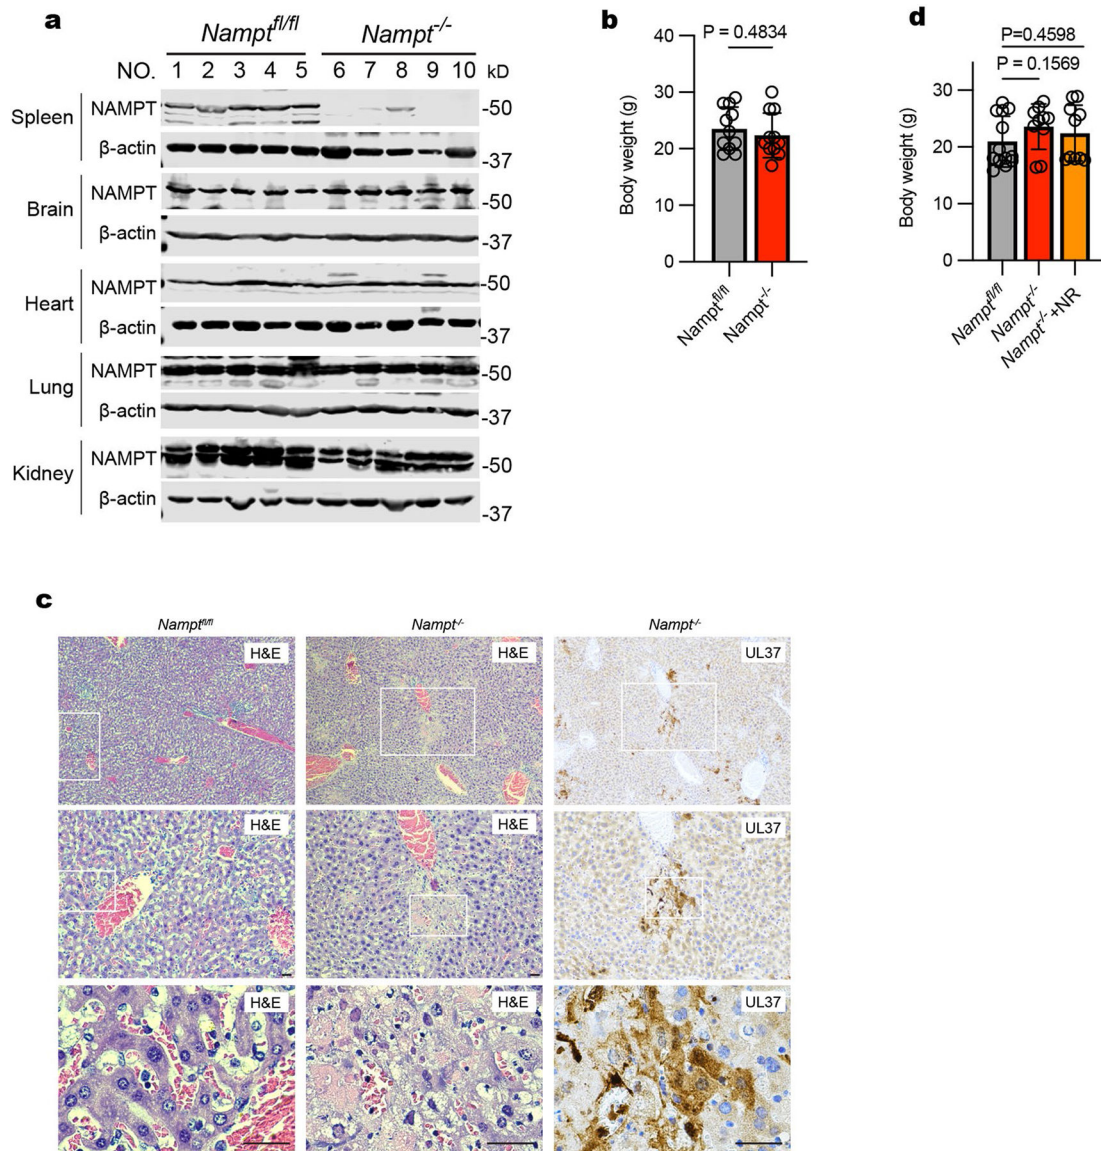 a
Nampt^fl/fl Nampt^-/-
NO. 1 2 3 4 5 6 7 8 9 10 kD
Spleen
NAMPT -50
β-actin -37
Brain
NAMPT -50
β-actin -37
Heart
NAMPT -50
β-actin -37
Lung
NAMPT -50
β-actin -37
Kidney
NAMPT -50
β-actin -37
b
P = 0.4834
Body weight (g)
40
30
20
10
0
Nampt^fl/fl
Nampt^-/-
d
P=0.4598
P = 0.1569
Body weight (g)
30
20
10
0
Nampt^fl/fl
Nampt^-/-
Nampt^-/-+NR
c
Nampt^fl/fl Nampt^-/- Nampt^-/-
H&E H&E UL37
H&E H&E UL37
H&E H&E UL37